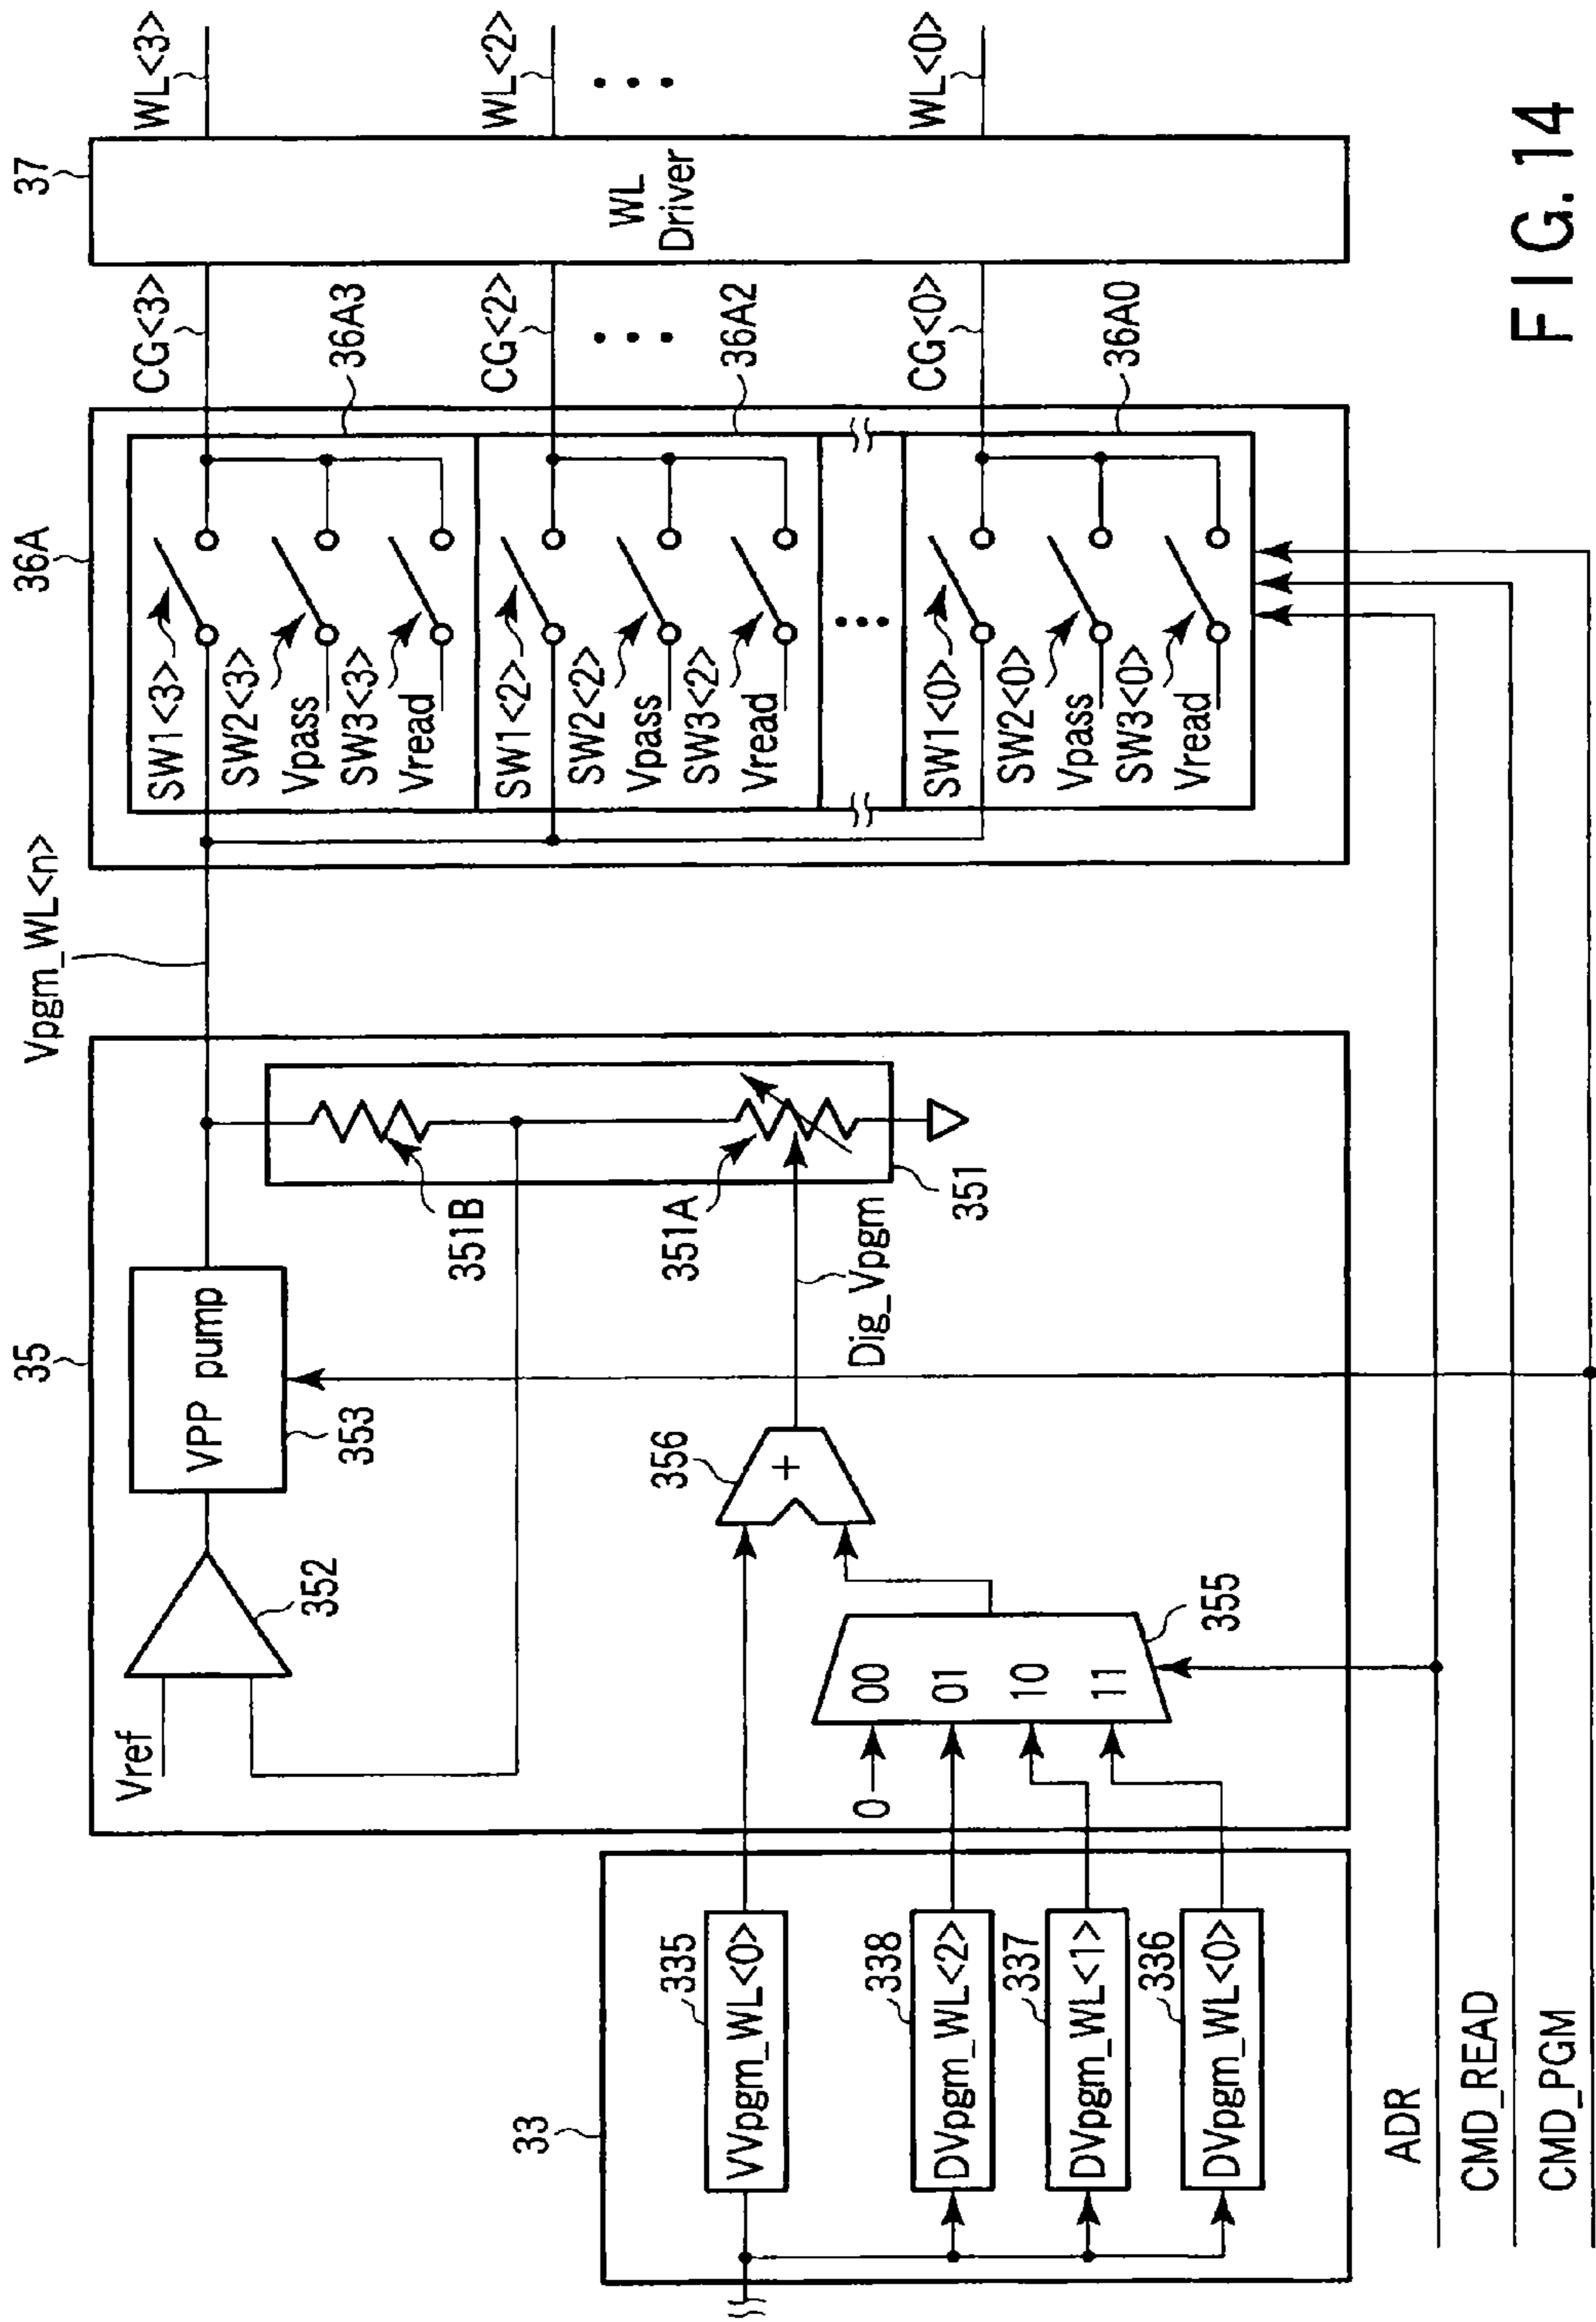 33
335
VVpgm_WL<0>
338
DVpgm_WL<2>
337
DVpgm_WL<1>
336
DVpgm_WL<0>
ADR
CMD_READ
CMD_PGM
35
Vref
352
VPP pump
353
356
+
0
00
01
10
11
355
351B
351A
351
Dig_Vpgm
Vpgm_WL<n>
36A
SW1<3>
SW2<3>
Vpass
SW3<3>
Vread
SW1<2>
SW2<2>
Vpass
SW3<2>
Vread
SW1<0>
SW2<0>
Vpass
SW3<0>
Vread
CG<3>
36A3
CG<2>
36A2
CG<0>
36A0
37
WL
Driver
WL<3>
WL<2>
WL<0>
FIG. 14